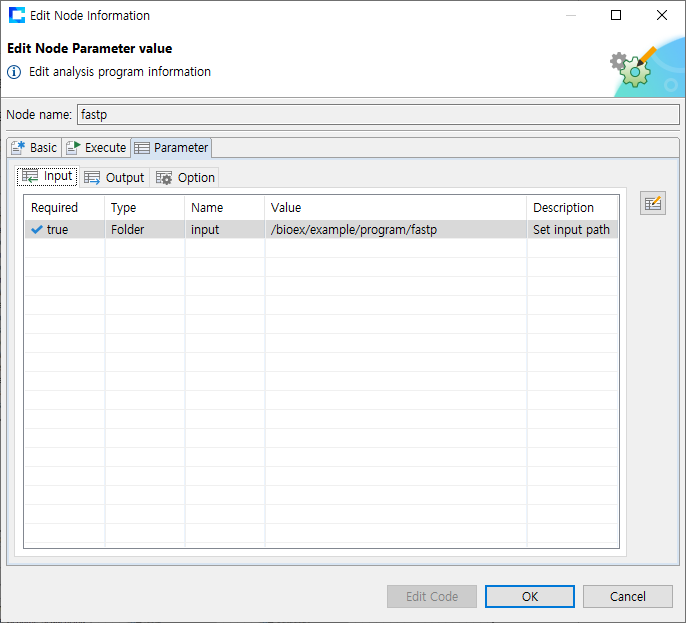 Edit Node Information
Edit Node Parameter value
Edit analysis program information
Node name: fastp
Basic Execute Parameter
Input Output Option
Required Type Name Value Description
true Folder input /bioex/example/program/fastp Set input path
Edit Code OK Cancel